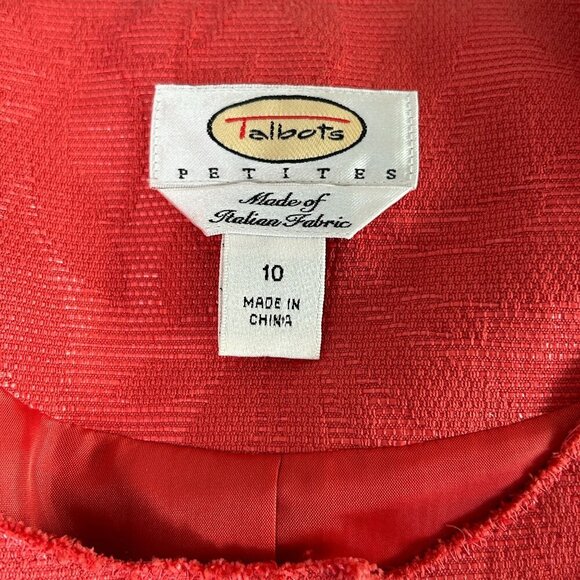 Talbots
PETITES
Made of
Italian Fabric
10
MADE IN
CHINA